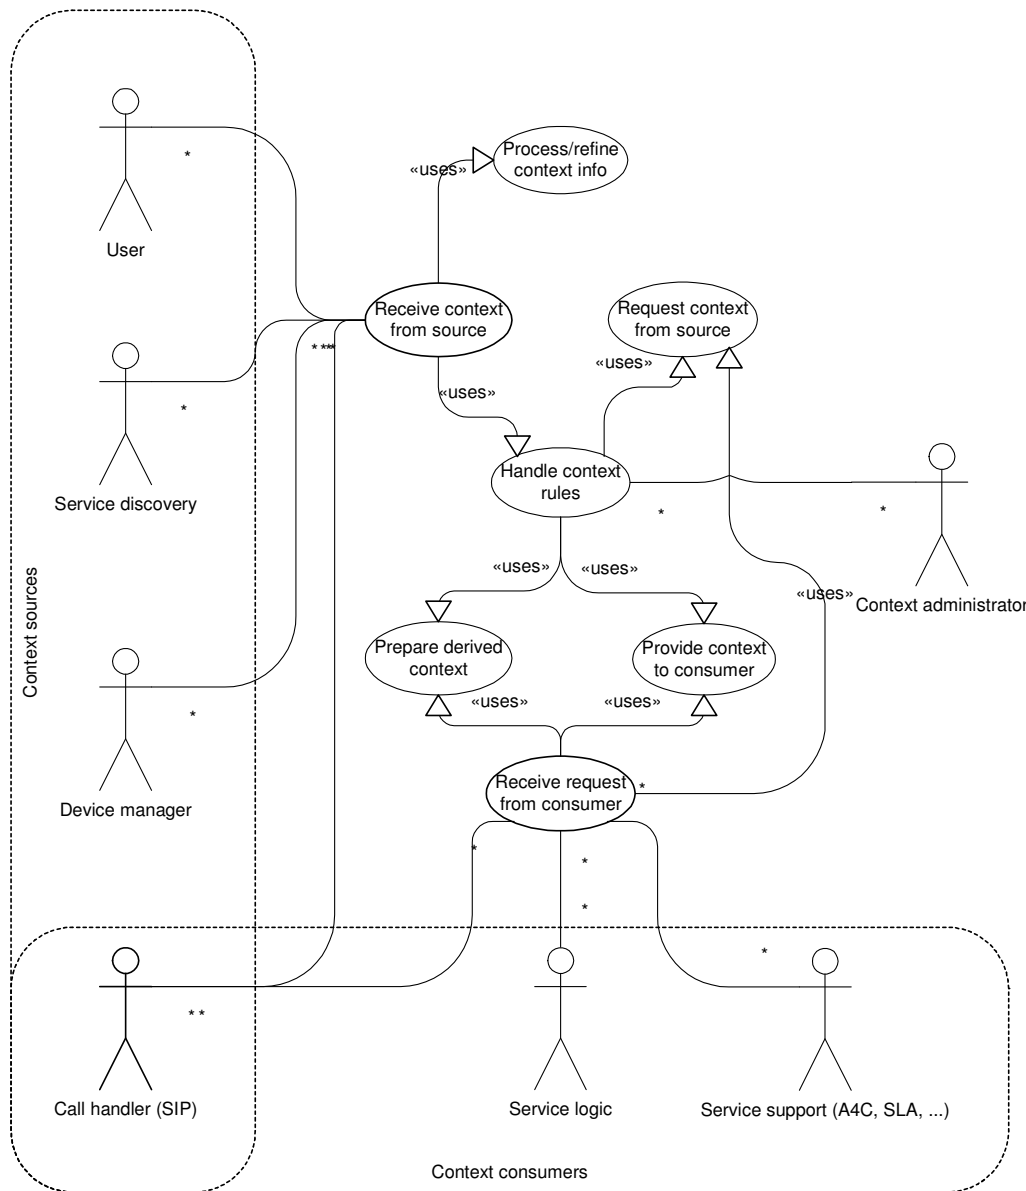 *
Process/refine
context info
«uses»
User
Receive context
from source
Request context
from source
* ***
«uses»
«uses»
*
Handle context
rules
Service discovery
*
*
«uses»
«uses»
«uses»
Context administrator
Context sources
Prepare derived
context
Provide context
to consumer
«uses»
«uses»
*
Receive request
from consumer
*
Device manager
*
*
*
*
* *
Call handler (SIP)
Service logic
Service support (A4C, SLA, ...)
Context consumers